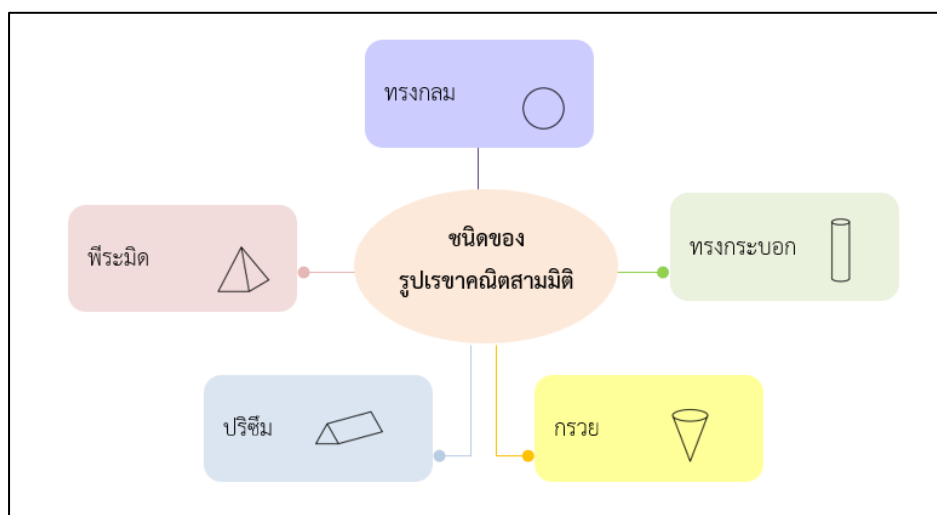 ทรงกลม
พีระมิด
ชนิดของ
รูปเรขาคณิตสามมิติ
ทรงกระบอก
ปริซึม
กรวย